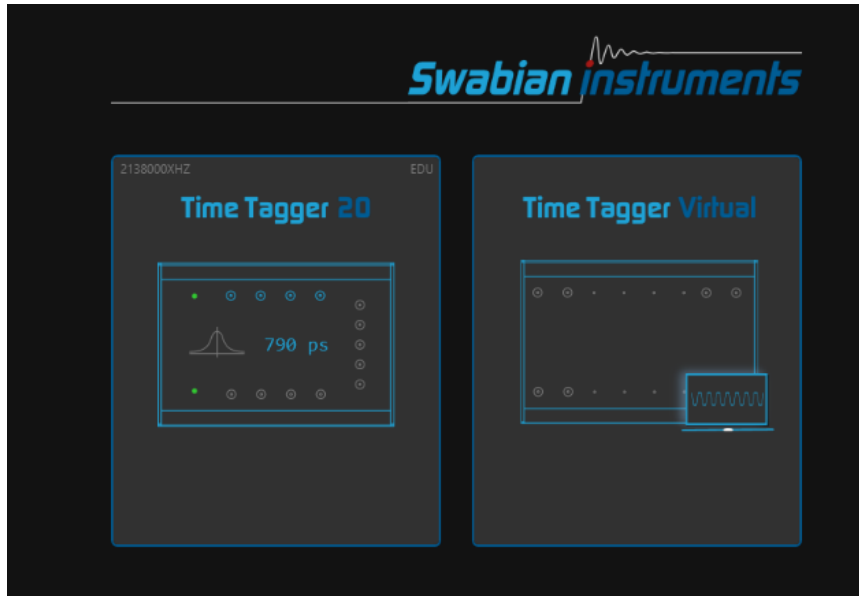 Swabian instruments
2138000XHZ EDU
Time Tagger 20
790 ps
Time Tagger Virtual